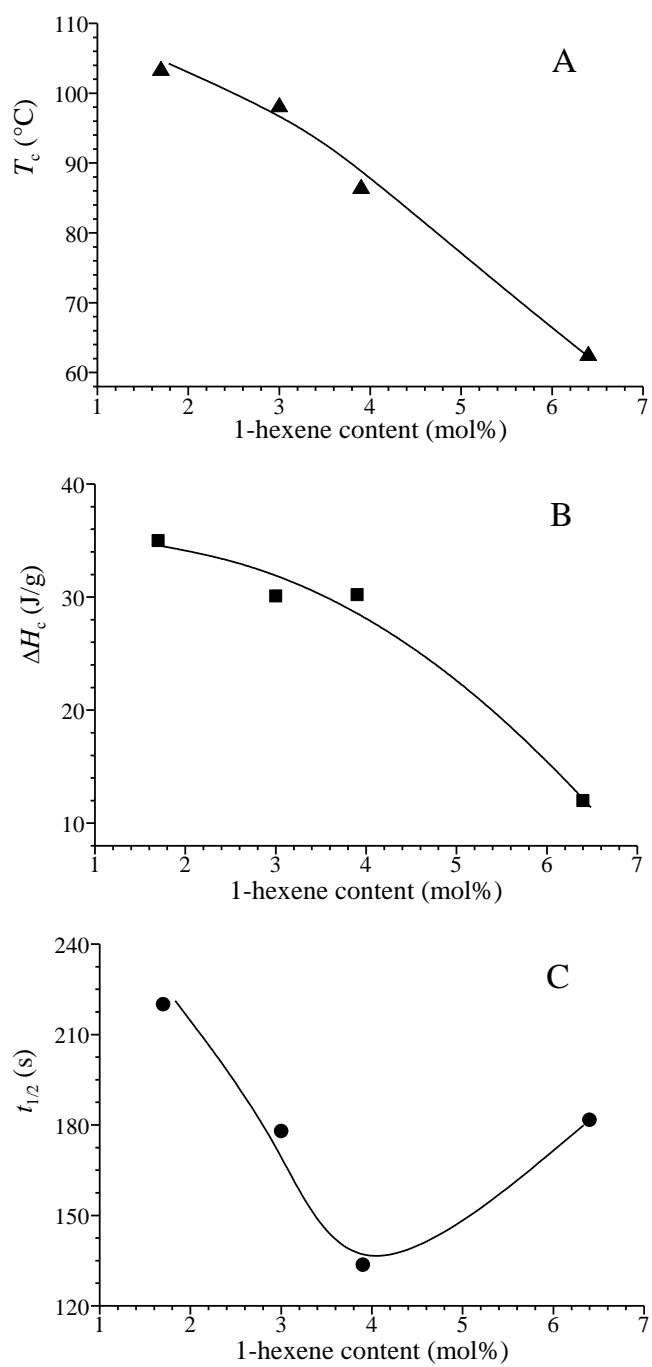 A
110
100
90
80
70
60
T_c (°C)
1 2 3 4 5 6 7
1-hexene content (mol%)
B
40
30
20
10
ΔH_c (J/g)
1 2 3 4 5 6 7
1-hexene content (mol%)
C
240
210
180
150
120
t_1/2 (s)
1 2 3 4 5 6 7
1-hexene content (mol%)